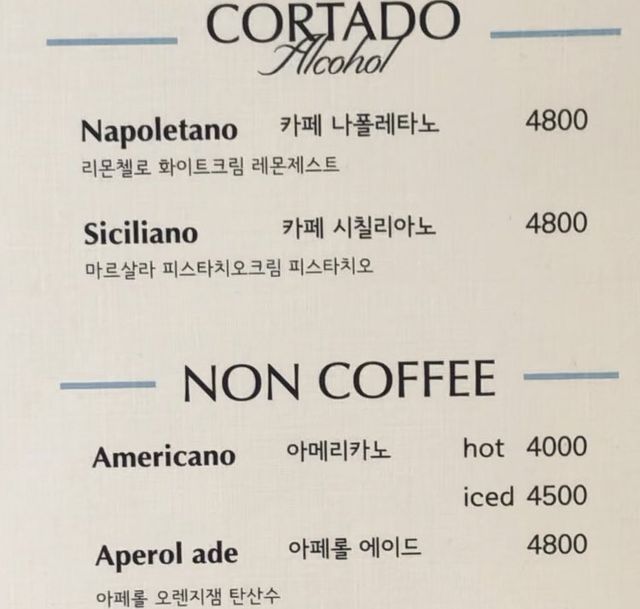 CORTADO
Alcohol
Napoletano 카페 나폴레타노 4800
리몬첼로 화이트크림 레몬제스트
Siciliano 카페 시칠리아노 4800
마르살라 피스타치오크림 피스타치오
NON COFFEE
Americano 아메리카노 hot 4000
iced 4500
Aperol ade 아페롤 에이드 4800
아페롤 오렌지잼 탄산수